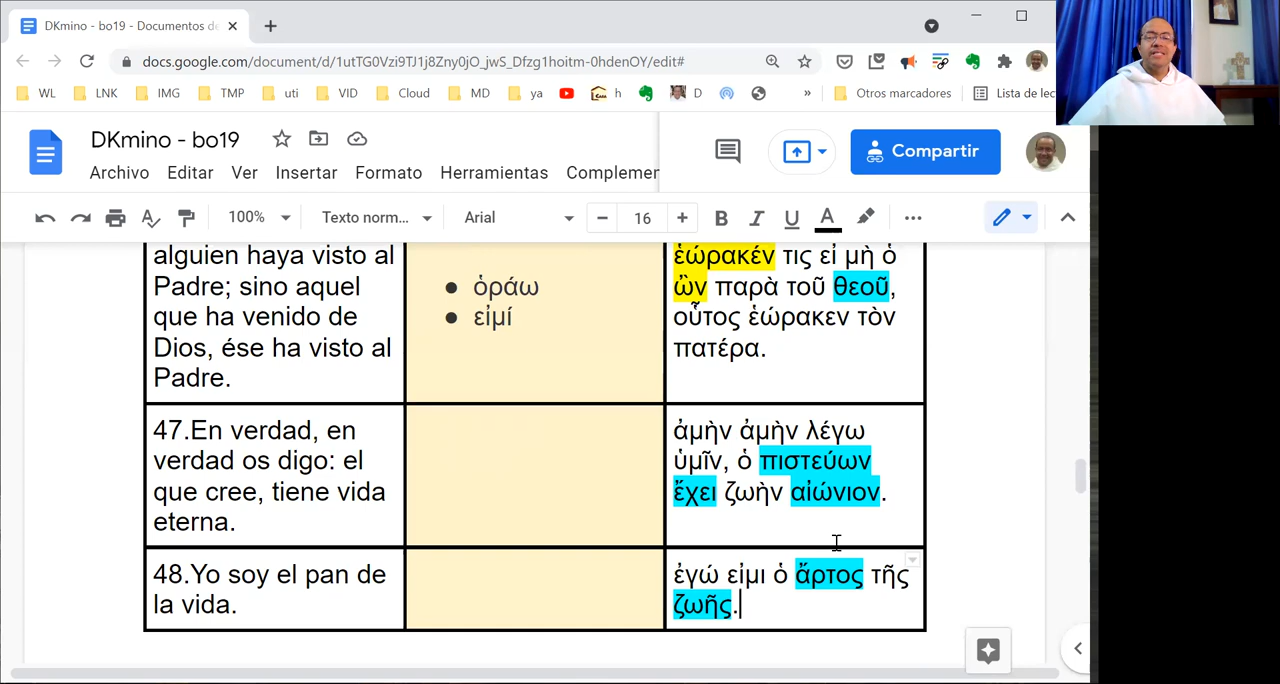 DKmino - bo19 - Documentos de
docs.google.com/document/d/1utTG0Vzi9TJ1j8Zny0jO_jwS_Dfzg1hoitm-0hdenOY/edit#
WL LNK IMG TMP uti VID Cloud MD ya h D » Otros marcadores Lista de lec
DKmino - bo19
Archivo Editar Ver Insertar Formato Herramientas Complemen
Compartir
100% Texto norm... Arial 16 B I U A
alguien haya visto al
Padre; sino aquel
que ha venido de
Dios, ése ha visto al
Padre.
● ὁράω
● εἰμί
ἑώρακέν τις εἰ μὴ ὁ
ὢν παρὰ τοῦ θεοῦ,
οὗτος ἑώρακεν τὸν
πατέρα.
47.En verdad, en
verdad os digo: el
que cree, tiene vida
eterna.
ἀμὴν ἀμὴν λέγω
ὑμῖν, ὁ πιστεύων
ἔχει ζωὴν αἰώνιον.
48.Yo soy el pan de
la vida.
ἐγώ εἰμι ὁ ἄρτος τῆς
ζωῆς.